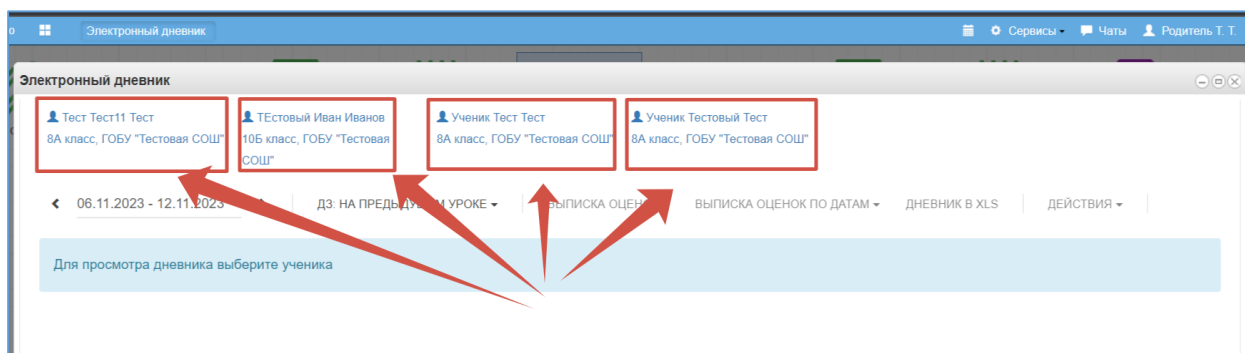 о Электронный дневник Сервисы Чаты Родитель Т. Т.
Электронный дневник
Тест Тест11 Тест
8А класс, ГОБУ "Тестовая СОШ"
ТЕстовый Иван Иванов
10Б класс, ГОБУ "Тестовая
СОШ"
Ученик Тест Тест
8А класс, ГОБУ "Тестовая СОШ"
Ученик Тестовый Тест
8А класс, ГОБУ "Тестовая СОШ"
06.11.2023 - 12.11.2023 ДЗ: НА УРОКЕ ВЫПИСКА ОЦЕНОК ПО ДАТАМ ДНЕВНИК В XLS ДЕЙСТВИЯ
Для просмотра дневника выберите ученика